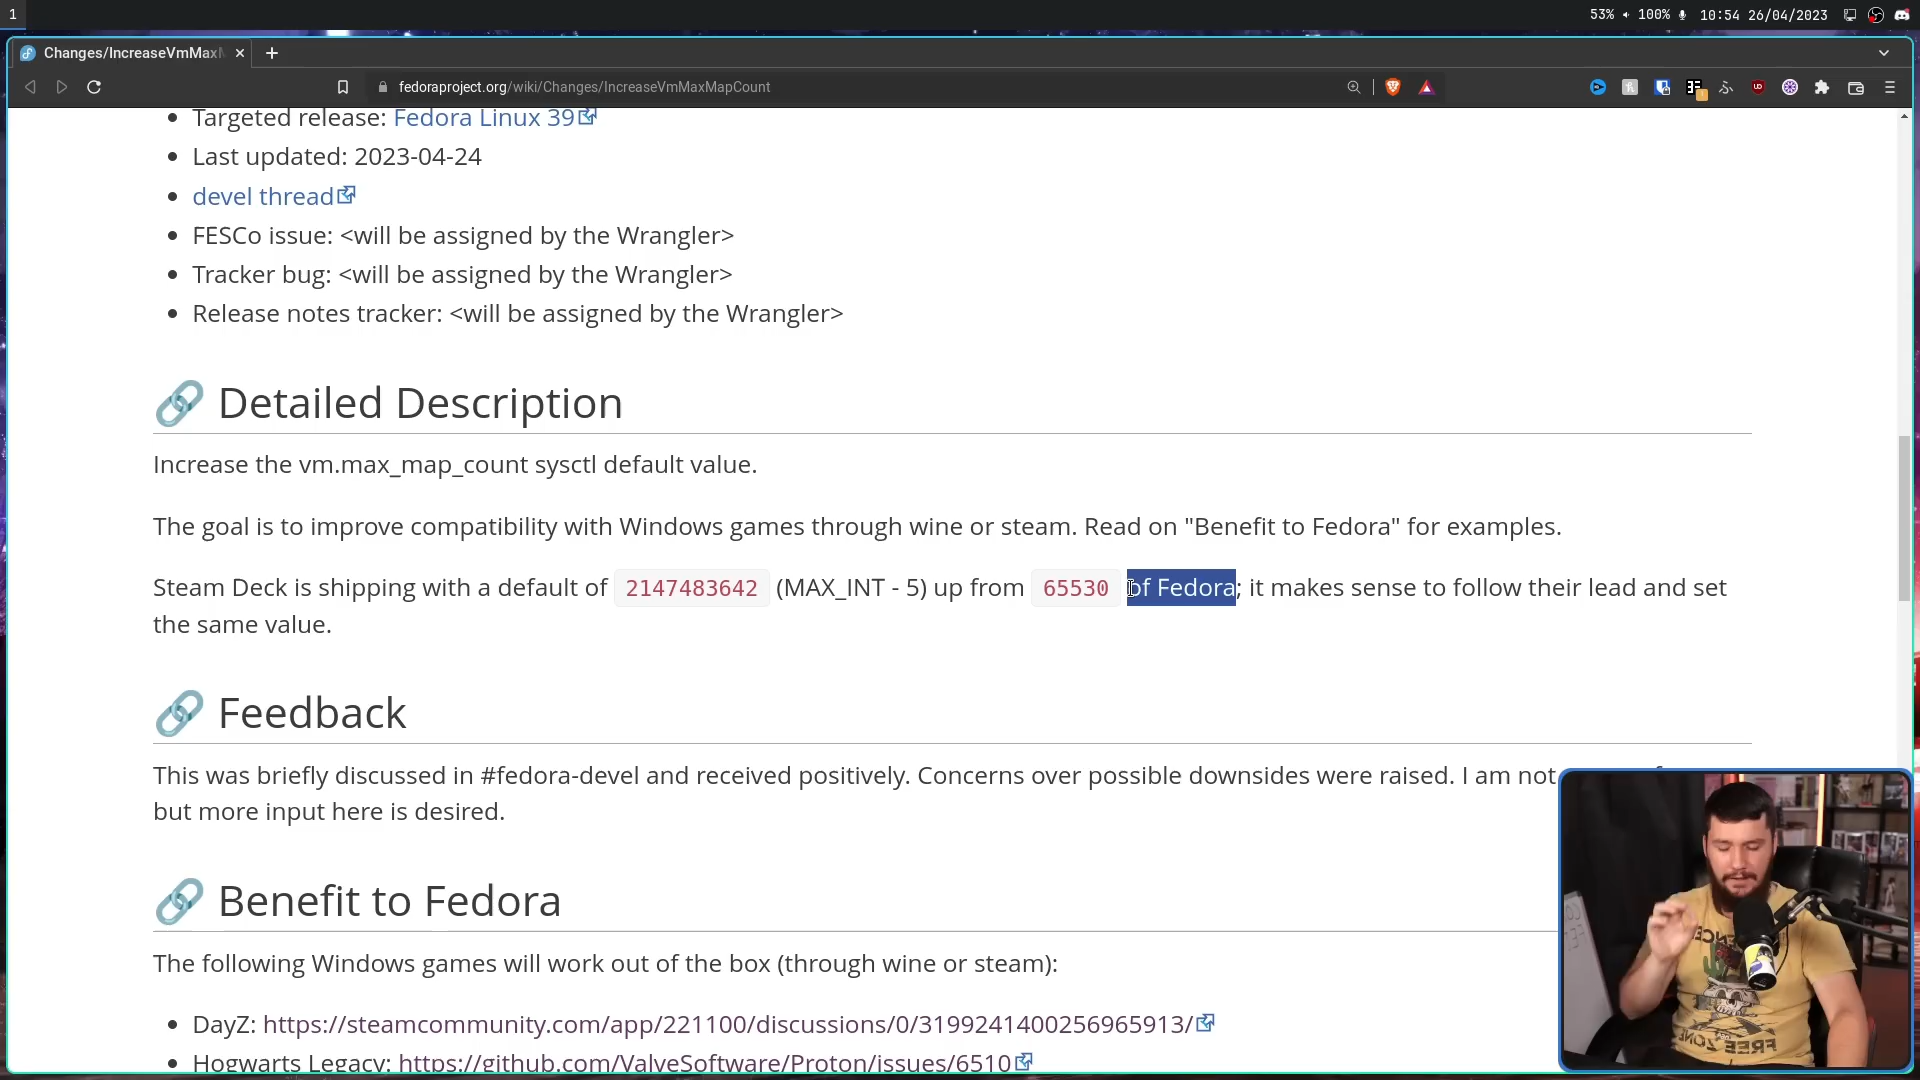 1
53% 100% 10:54 26/04/2023
Changes/IncreaseVmMaxM
fedoraproject.org/wiki/Changes/IncreaseVmMaxMapCount
Targeted release: Fedora Linux 39
Last updated: 2023-04-24
devel thread
FESCo issue: <will be assigned by the Wrangler>
Tracker bug: <will be assigned by the Wrangler>
Release notes tracker: <will be assigned by the Wrangler>
Detailed Description
Increase the vm.max_map_count sysctl default value.
The goal is to improve compatibility with Windows games through wine or steam. Read on "Benefit to Fedora" for examples.
Steam Deck is shipping with a default of 2147483642 (MAX_INT - 5) up from 65530 of Fedora; it makes sense to follow their lead and set
the same value.
Feedback
This was briefly discussed in #fedora-devel and received positively. Concerns over possible downsides were raised. I am not
but more input here is desired.
Benefit to Fedora
The following Windows games will work out of the box (through wine or steam):
DayZ: https://steamcommunity.com/app/221100/discussions/0/3199241400256965913/
Hogwarts Legacy: https://github.com/ValveSoftware/Proton/issues/6510